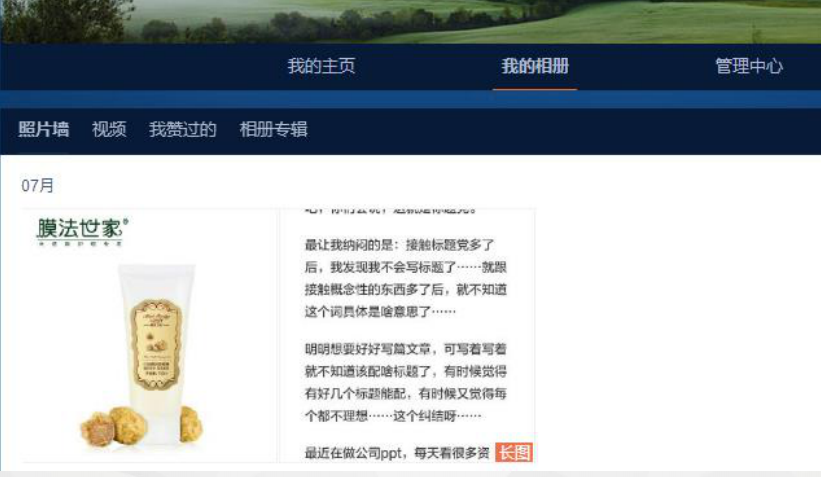 我的主页
我的相册
管理中心
照片墙
视频
我赞过的
相册专辑
07月
膜法世家®
最让我纳闷的是：接触标题党多了
后，我发现我不会写标题了……就跟
接触概念性的东西多了后，就不知道
这个词具体是啥意思了……
明明想要好好写篇文章，可写着写着
就不知道该配啥标题了，有时候觉得
有好几个标题能配，有时候又觉得每
个都不理想……这个纠结呀……
最近在做公司ppt，每天看很多资
长图